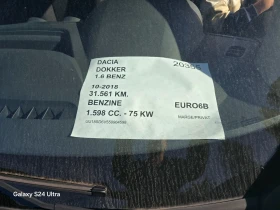 DACIA
DOKKER
1.6 BENZ
10-2018
31.561 KM.
BENZINE EURO6B
1.598 CC. - 75 KW
Galaxy S24 Ultra